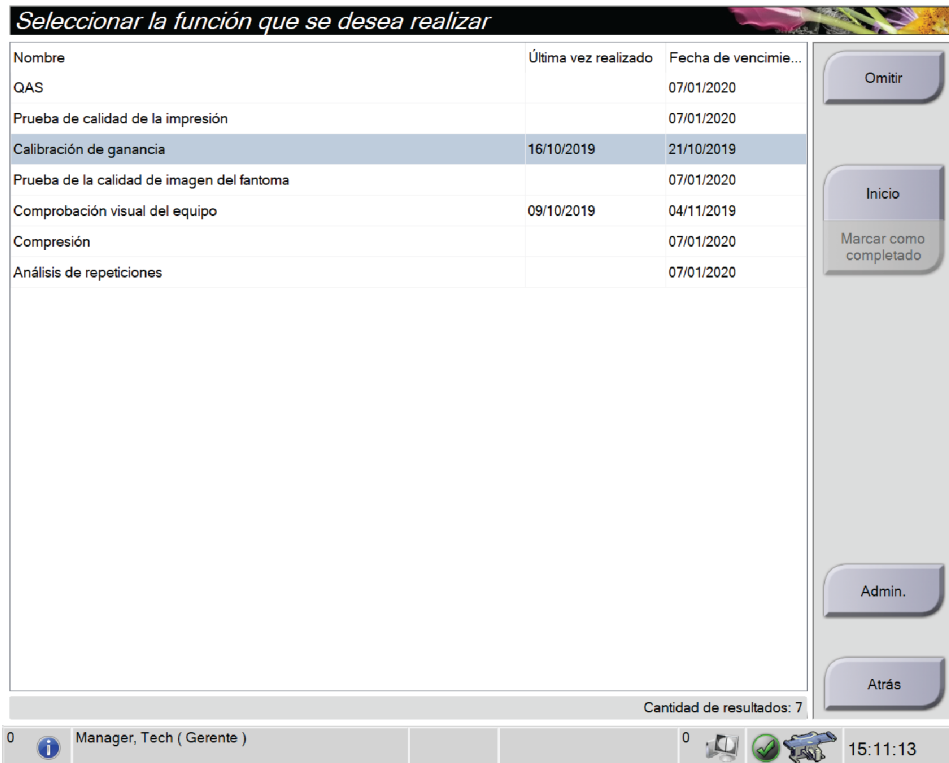 Seleccionar la función que se desea realizar
Nombre Última vez realizado Fecha de vencimie...
QAS 07/01/2020
Prueba de calidad de la impresión 07/01/2020
Calibración de ganancia 16/10/2019 21/10/2019
Prueba de la calidad de imagen del fantoma 07/01/2020
Comprobación visual del equipo 09/10/2019 04/11/2019
Compresión 07/01/2020
Análisis de repeticiones 07/01/2020
Omitir
Inicio
Marcar como
completado
Admin.
Atrás
Cantidad de resultados: 7
0 Manager, Tech ( Gerente ) 0 15:11:13